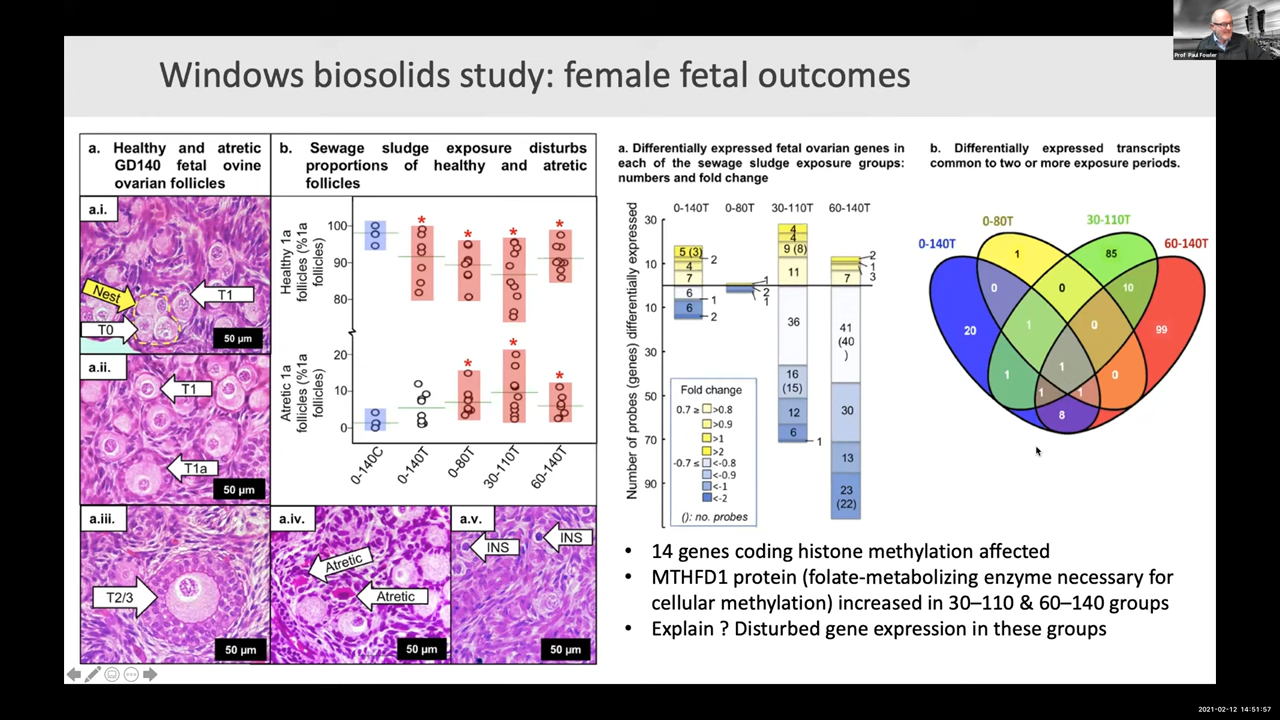 Prof Paul Fowler
Windows biosolids study: female fetal outcomes
a. Healthy and atretic
GD140 fetal ovine
ovarian follicles
b. Sewage sludge exposure disturbs
proportions of healthy and atretic
follicles
a.i.
Nest
T1
T0
50 µm
a.ii.
T1
T1a
50 µm
a.iii.
T2/3
50 µm
a.iv.
Atretic
Atretic
50 µm
a.v.
INS
INS
50 µm
Healthy 1a
follicles (%1a
follicles)
100
90
80
* * * *
Atretic 1a
follicles (%1a
follicles)
20
10
0
* * *
0-140C
0-140T
0-80T
30-110T
60-140T
a. Differentially expressed fetal ovarian genes in
each of the sewage sludge exposure groups:
numbers and fold change
0-140T 0-80T 30-110T 60-140T
Number of probes (genes) differentially expressed
30
10
10
30
50
70
90
5 (3)
2
4
7
6
1
6
2
1
2
1
4
4
9 (8)
11
36
16
(15)
12
6
1
2
1
3
7
41
(40
)
30
13
23
(22)
Fold change
0.7 ≥ >0.8
>0.9
>1
>2
-0.7 ≤ <-0.8
<-0.9
<-1
<-2
(): no. probes
b. Differentially expressed transcripts
common to two or more exposure periods.
0-80T
30-110T
0-140T
60-140T
1
85
0
0
10
20
1
0
99
1
1
0
1
1
8
• 14 genes coding histone methylation affected
• MTHFD1 protein (folate-metabolizing enzyme necessary for
cellular methylation) increased in 30–110 & 60–140 groups
• Explain ? Disturbed gene expression in these groups
2021-02-12 14:51:57